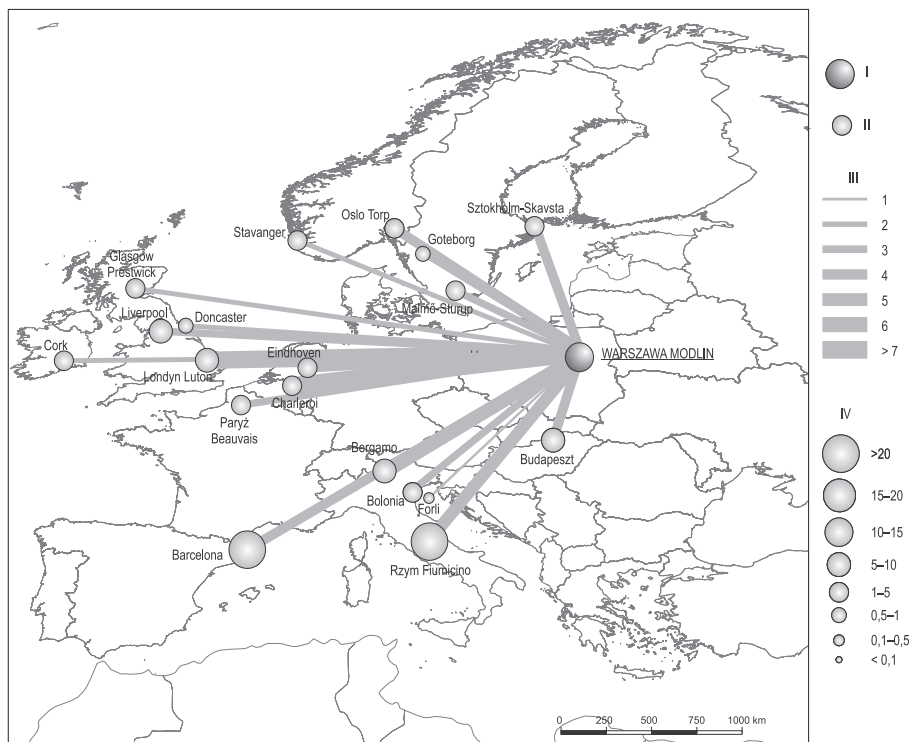 Sztokholm-Skavsta
Oslo Torp
Stavanger
Goteborg
Glasgow
Prestwick
Malmö-Sturup
Liverpool
Doncaster
Cork
Eindhoven
WARSZAWA MODLIN
Londyn Luton
Charleroi
Paryż
Beauvais
Bergamo
Budapeszt
Bolonia
Forli
Barcelona
Rzym Fiumicino
0 250 500 750 1000 km
I
II
III
1
2
3
4
5
6
> 7
IV
>20
15–20
10–15
5–10
1–5
0,5–1
0,1–0,5
< 0,1